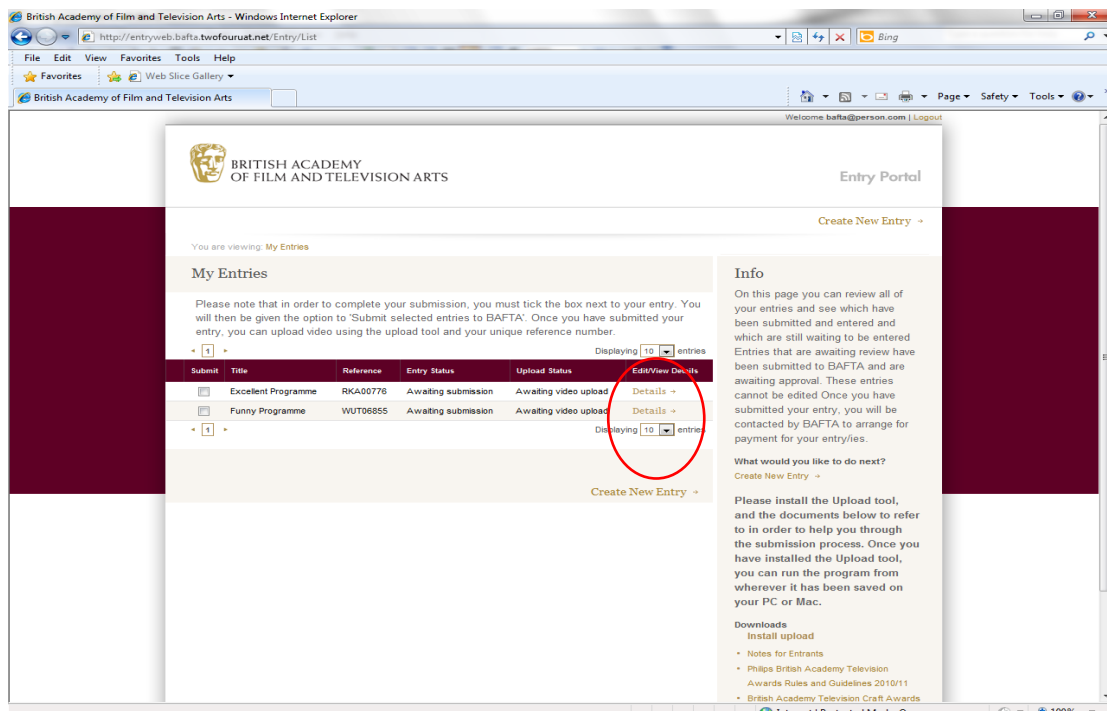 British Academy of Film and Television Arts - Windows Internet Explorer
http://entryweb.bafta.twofouruat.net/Entry/List
Bing
File Edit View Favorites Tools Help
Favorites Web Slice Gallery
British Academy of Film and Television Arts
Page Safety Tools
Welcome bafta@person.com | Logout
BRITISH ACADEMY
OF FILM AND TELEVISION ARTS
Entry Portal
Create New Entry →
You are viewing: My Entries
My Entries
Please note that in order to complete your submission, you must tick the box next to your entry. You
will then be given the option to 'Submit selected entries to BAFTA'. Once you have submitted your
entry, you can upload video using the upload tool and your unique reference number.
1 Displaying 10 entries
Submit Title Reference Entry Status Upload Status Edit/View Details
Excellent Programme RKA00776 Awaiting submission Awaiting video upload Details →
Funny Programme WUT06855 Awaiting submission Awaiting video upload Details →
1 Displaying 10 entries
Create New Entry →
Info
On this page you can review all of
your entries and see which have
been submitted and entered and
which are still waiting to be entered
Entries that are awaiting review have
been submitted to BAFTA and are
awaiting approval. These entries
cannot be edited Once you have
submitted your entry, you will be
contacted by BAFTA to arrange for
payment for your entry/ies.
What would you like to do next?
Create New Entry →
Please install the Upload tool,
and the documents below to refer
to in order to help you through
the submission process. Once you
have installed the Upload tool,
you can run the program from
wherever it has been saved on
your PC or Mac.
Downloads
Install upload
• Notes for Entrants
• Philips British Academy Television
Awards Rules and Guidelines 2010/11
• British Academy Television Craft Awards
100%